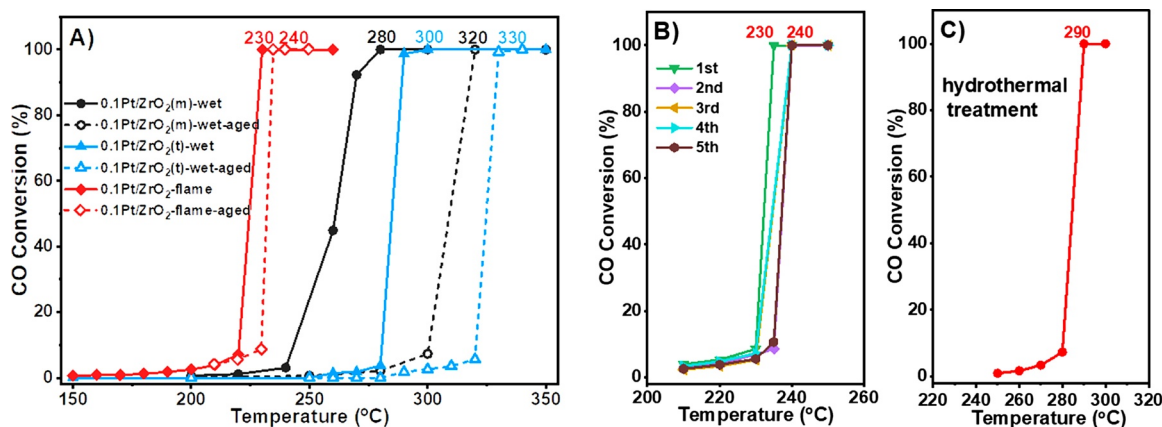 A)
230 240 280 300 320 330
100
80
60
40
20
0
CO Conversion (%)
0.1Pt/ZrO₂(m)-wet
0.1Pt/ZrO₂(m)-wet-aged
0.1Pt/ZrO₂(t)-wet
0.1Pt/ZrO₂(t)-wet-aged
0.1Pt/ZrO₂-flame
0.1Pt/ZrO₂-flame-aged
150 200 250 300 350
Temperature (°C)
B)
230 240
100
80
60
40
20
0
CO Conversion (%)
1st
2nd
3rd
4th
5th
200 220 240 260
Temperature (°C)
C)
290
100
80
60
40
20
0
CO Conversion (%)
hydrothermal
treatment
220 240 260 280 300 320
Temperature (°C)